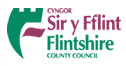 CYNGOR
Sir y Fflint
Flintshire
COUNTY COUNCIL